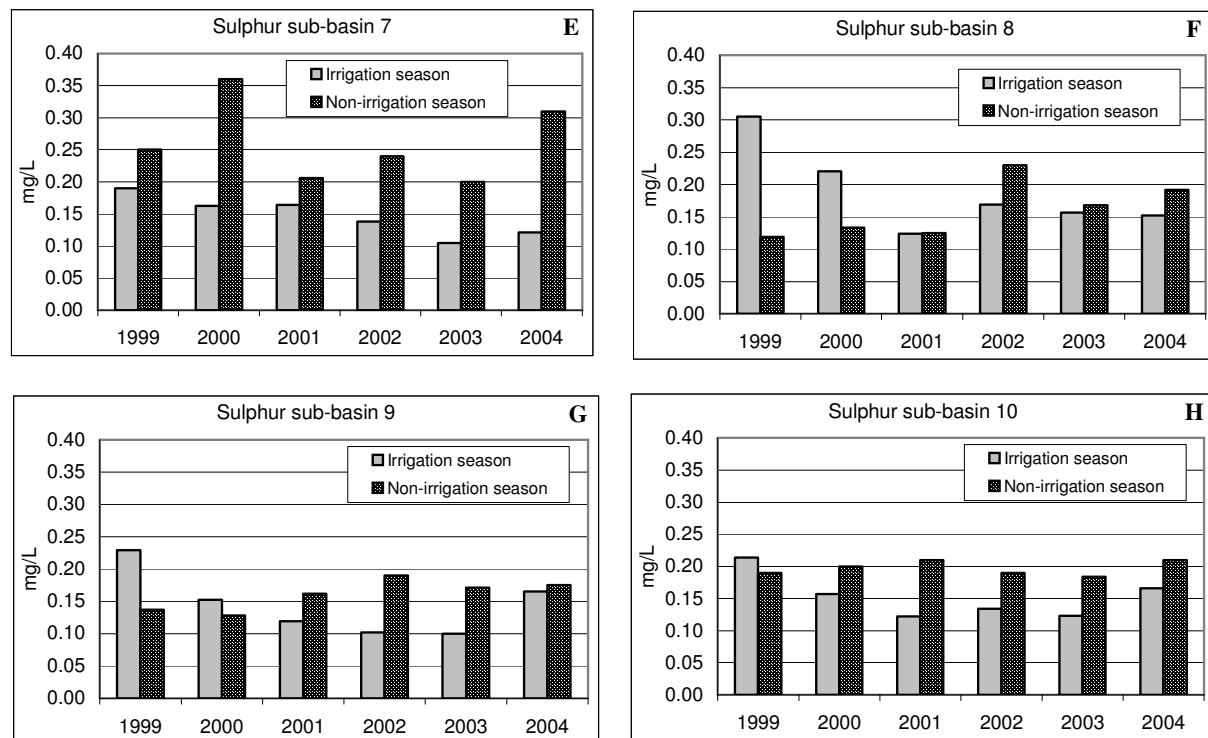 Sulphur sub-basin 7
E
Irrigation season
Non-irrigation season
mg/L
0.40
0.35
0.30
0.25
0.20
0.15
0.10
0.05
0.00
1999 2000 2001 2002 2003 2004
Sulphur sub-basin 8
F
Irrigation season
Non-irrigation season
mg/L
0.40
0.35
0.30
0.25
0.20
0.15
0.10
0.05
0.00
1999 2000 2001 2002 2003 2004
Sulphur sub-basin 9
G
Irrigation season
Non-irrigation season
mg/L
0.40
0.35
0.30
0.25
0.20
0.15
0.10
0.05
0.00
1999 2000 2001 2002 2003 2004
Sulphur sub-basin 10
H
Irrigation season
Non-irrigation season
mg/L
0.40
0.35
0.30
0.25
0.20
0.15
0.10
0.05
0.00
1999 2000 2001 2002 2003 2004